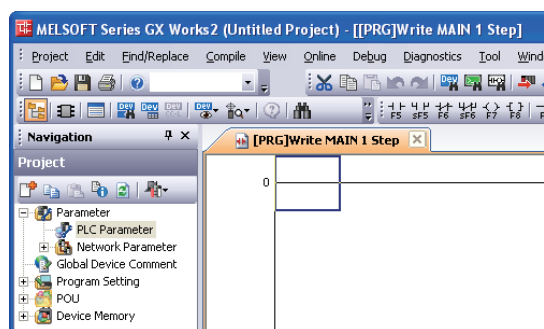 MELSOFT Series GX Works2 (Untitled Project) - [[PRG]Write MAIN 1 Step]
Project Edit Find/Replace Compile View Online Debug Diagnostics Tool
F5 sF5 F6 sF6 F7 F8
Navigation
[PRG]Write MAIN 1 Step
Project
0
Parameter
PLC Parameter
Network Parameter
Global Device Comment
Program Setting
POU
Device Memory